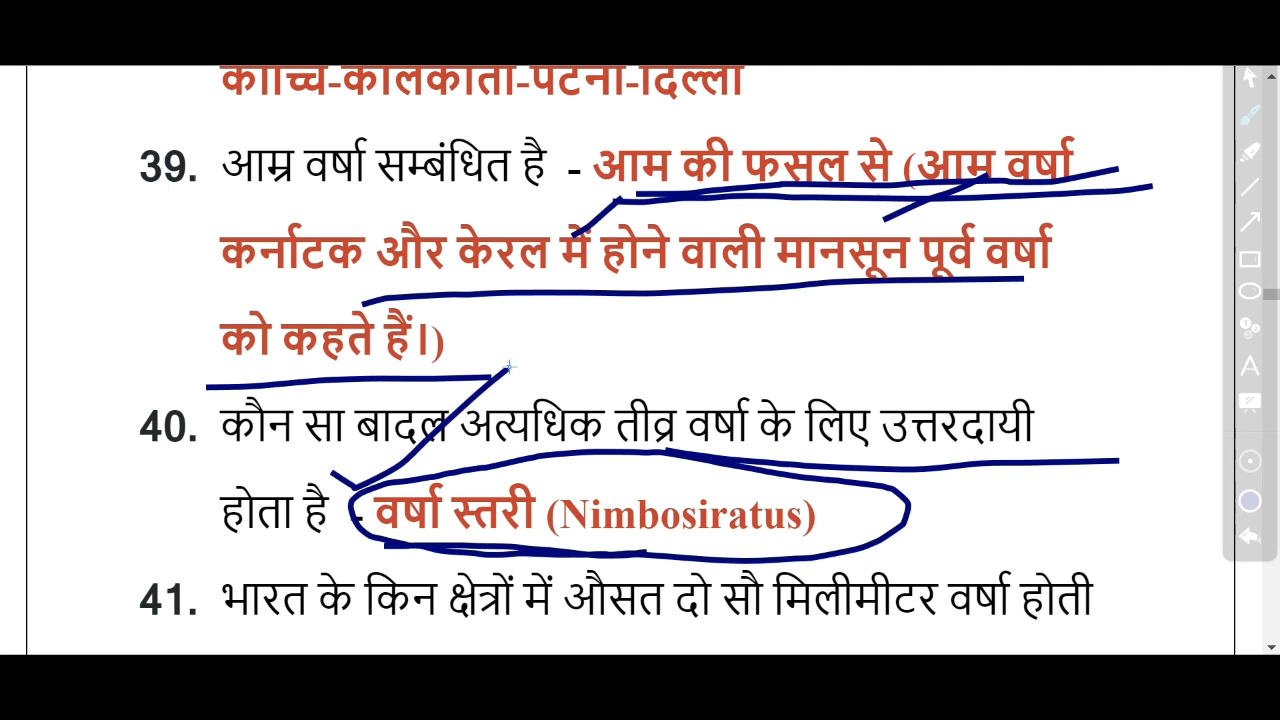 कोच्चि-कोलकाता-पटना-दिल्ली
39. आम्र वर्षा सम्बंधित है - आम की फसल से (आम वर्षा
कर्नाटक और केरल में होने वाली मानसून पूर्व वर्षा
को कहते हैं।)
40. कौन सा बादल अत्यधिक तीव्र वर्षा के लिए उत्तरदायी
होता है - वर्षा स्तरी (Nimbosiratus)
41. भारत के किन क्षेत्रों में औसत दो सौ मिलीमीटर वर्षा होती